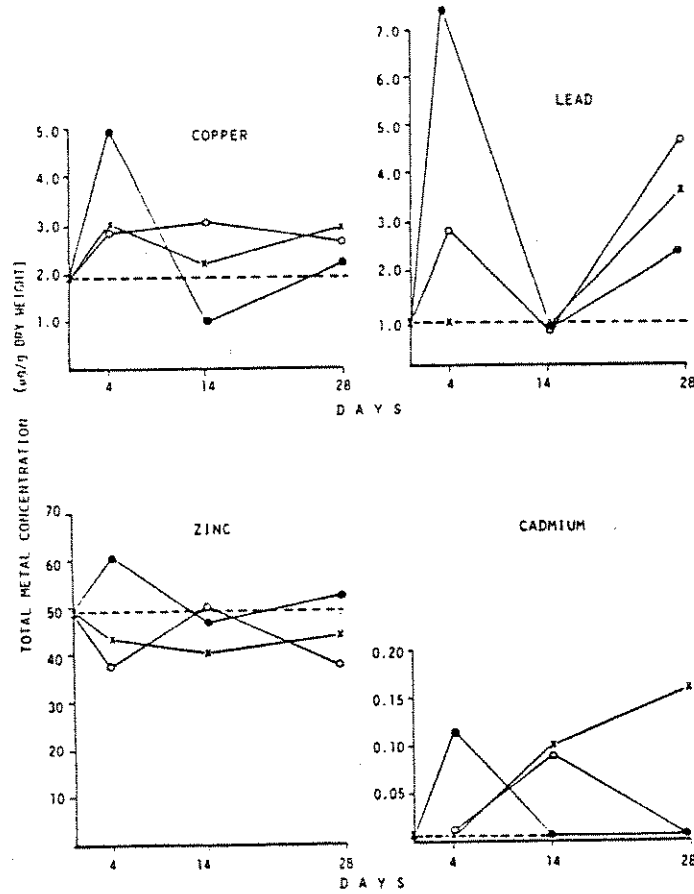 COPPER
5.0
4.0
3.0
2.0
1.0
4 14 28
LEAD
7.0
6.0
5.0
4.0
3.0
2.0
1.0
4 14 28
DAYS
TOTAL METAL CONCENTRATION (µg/g DRY WEIGHT)
ZINC
70
60
50
40
30
20
10
4 14 28
CADMIUM
0.20
0.15
0.10
0.05
4 14 28
DAYS